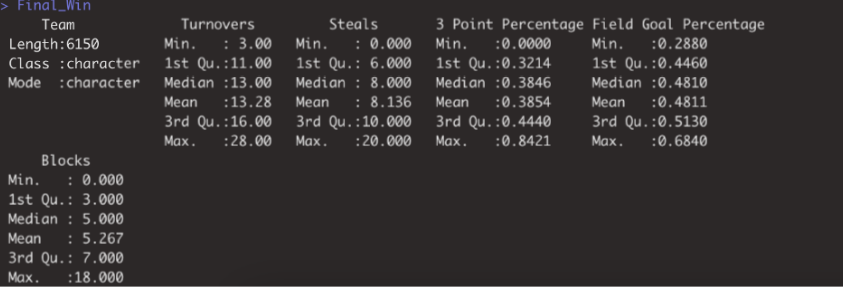 > Final_Win
Team Turnovers Steals 3 Point Percentage Field Goal Percentage
Length:6150 Min. : 3.00 Min. : 0.000 Min. :0.0000 Min. :0.2880
Class :character 1st Qu.:11.00 1st Qu.: 6.000 1st Qu.:0.3214 1st Qu.:0.4460
Mode :character Median :13.00 Median : 8.000 Median :0.3846 Median :0.4810
Mean :13.28 Mean : 8.136 Mean :0.3854 Mean :0.4811
3rd Qu.:16.00 3rd Qu.:10.000 3rd Qu.:0.4440 3rd Qu.:0.5130
Max. :28.00 Max. :20.000 Max. :0.8421 Max. :0.6840
Blocks
Min. : 0.000
1st Qu.: 3.000
Median : 5.000
Mean : 5.267
3rd Qu.: 7.000
Max. :18.000